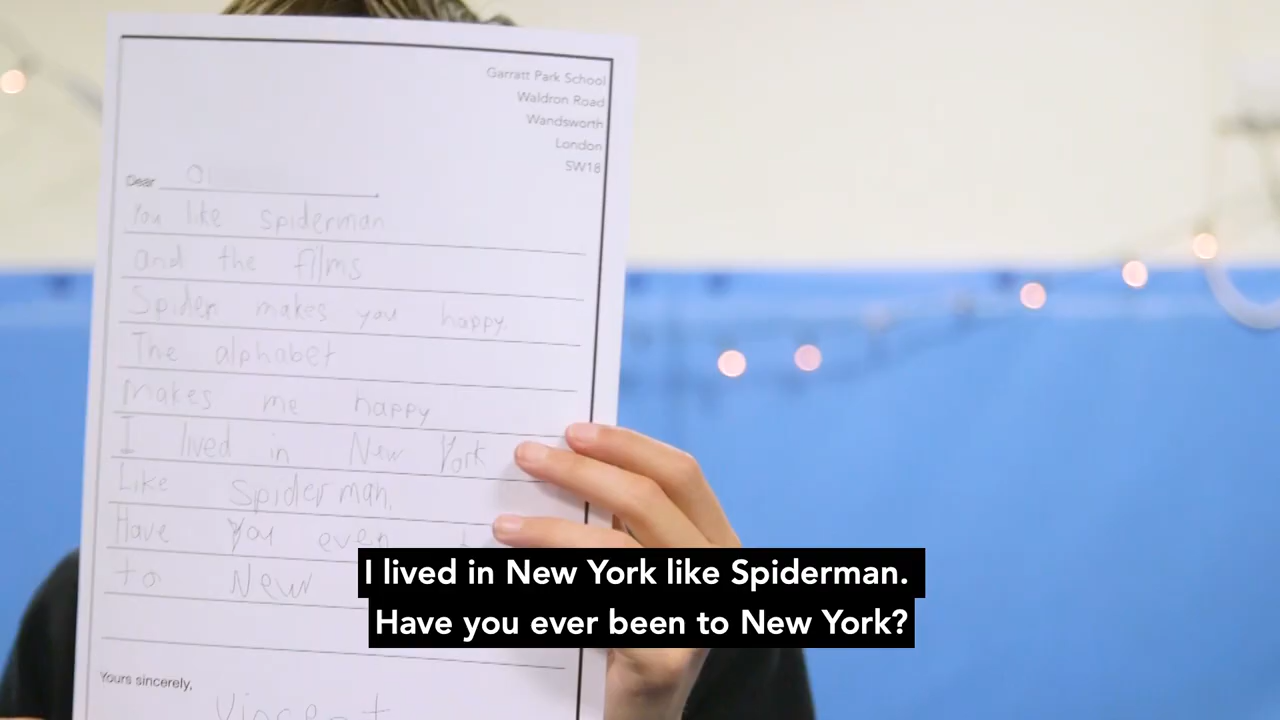 Garratt Park School
Waldron Road
Wandsworth
London
SW18
Dear
You like spiderman
and the films
Spider makes you happy.
The alphabet
makes me happy
I lived in New York
Like Spiderman.
Have you even
to New
I lived in New York like Spiderman.
Have you ever been to New York?
Yours sincerely,
Vincent